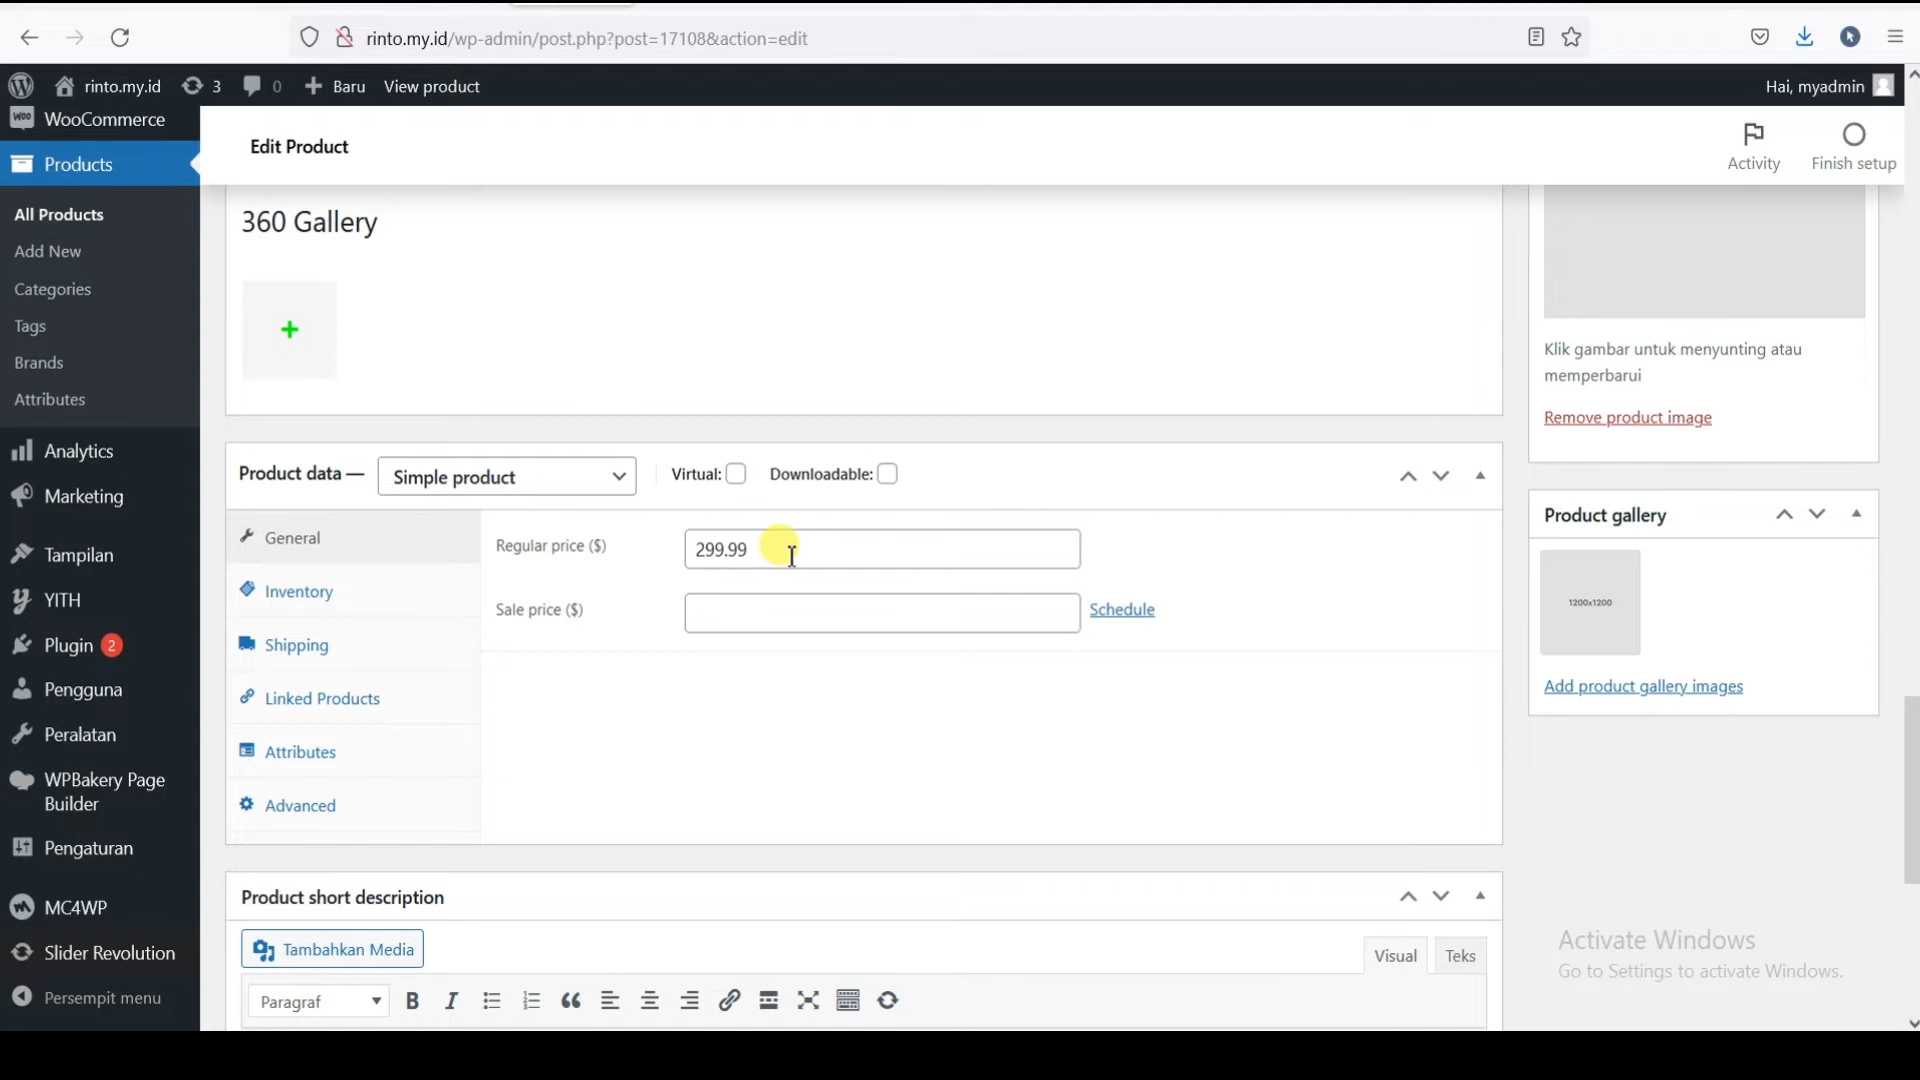 rinto.my.id/wp-admin/post.php?post=17108&action=edit
rinto.my.id
3
0
Baru
View product
Hai, myadmin
WooCommerce
Products
All Products
Add New
Categories
Tags
Brands
Attributes
Analytics
Marketing
Tampilan
YITH
Plugin 2
Pengguna
Peralatan
WPBakery Page
Builder
Pengaturan
MC4WP
Slider Revolution
Persempit menu
Edit Product
Activity
Finish setup
360 Gallery
Product data —
Simple product
Virtual:
Downloadable:
General
Inventory
Shipping
Linked Products
Attributes
Advanced
Regular price ($)
299.99
Sale price ($)
Schedule
Product short description
Tambahkan Media
Visual
Teks
Paragraf
B
I
Klik gambar untuk menyunting atau
memperbarui
Remove product image
Product gallery
1200x1200
Add product gallery images
Activate Windows
Go to Settings to activate Windows.